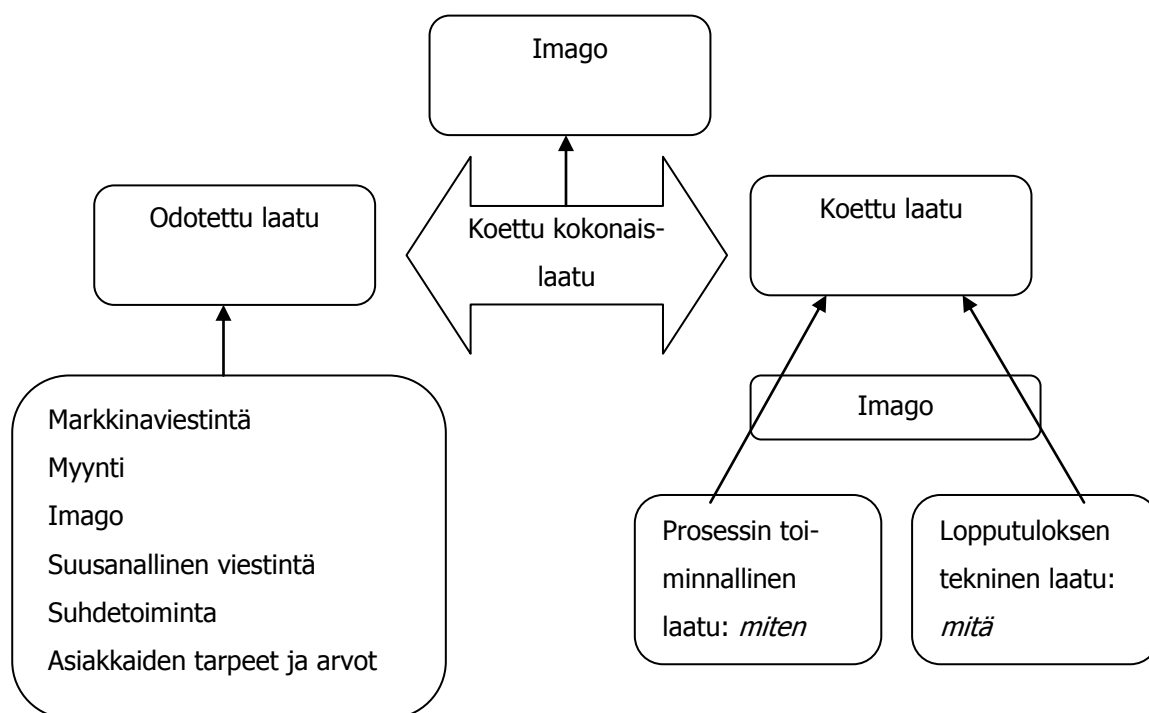 Imago
Odotettu laatu
Koettu kokonais-
laatu
Koettu laatu
Markkinaviestintä
Myynti
Imago
Suusanallinen viestintä
Suhdetoiminta
Asiakkaiden tarpeet ja arvot
Imago
Prosessin toi-
minnallinen
laatu: miten
Lopputuloksen
tekninen laatu:
mitä